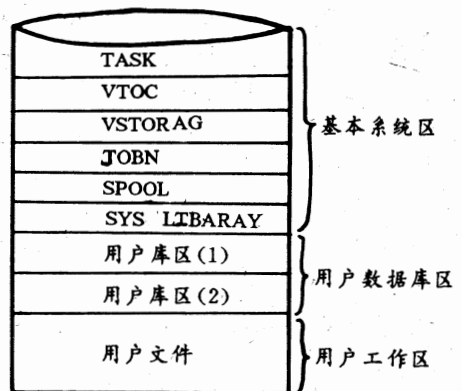 TASK
VTOC
VSTORAG
JOBN
SPOOL
SYS LIBARAY
用户库区(1)
用户库区(2)
用户文件
基本系统区
用户数据库区
用户工作区